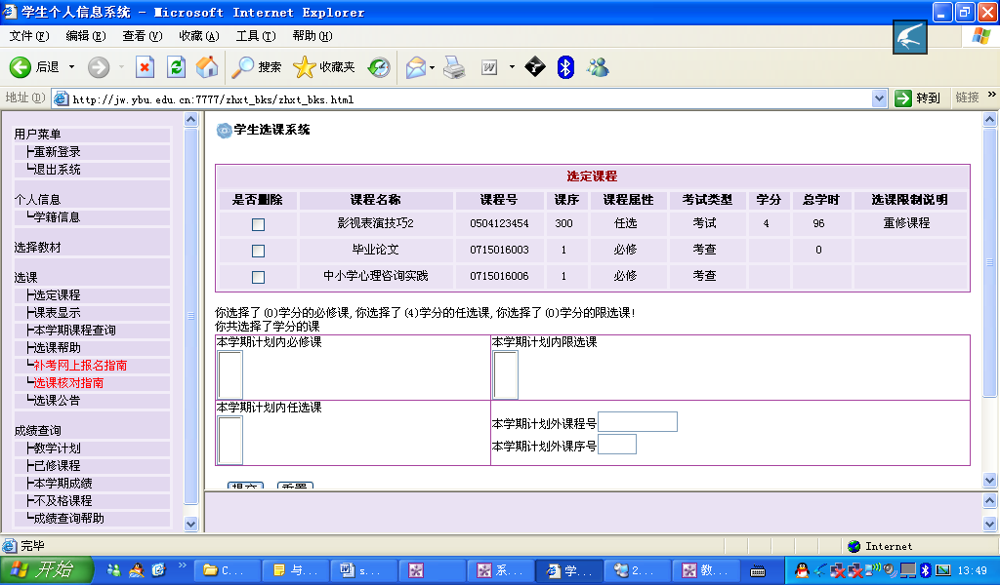 学生个人信息系统 - Microsoft Internet Explorer
文件(F) 编辑(E) 查看(V) 收藏(A) 工具(T) 帮助(H)
后退 搜索 收藏夹
地址(D) http://jw.ybu.edu.cn:7777/zhxt_bks/zhxt_bks.html 转到 链接 »
用户菜单
├重新登录
└退出系统
个人信息
└学籍信息
选择教材
选课
├选定课程
├课表显示
├本学期课程查询
├选课帮助
└补考网上报名指南
└选课核对指南
└选课公告
成绩查询
├教学计划
├已修课程
├本学期成绩
├不及格课程
└成绩查询帮助
学生选课系统
选定课程
是否删除 课程名称 课程号 课序 课程属性 考试类型 学分 总学时 选课限制说明
影视表演技巧2 0504123454 300 任选 考试 4 96 重修课程
毕业论文 0715016003 1 必修 考查 0
中小学心理咨询实践 0715016006 1 必修 考查
你选择了(0)学分的必修课,你选择了(4)学分的任选课,你选择了(0)学分的限选课!
你共选择了学分的课
本学期计划内必修课 本学期计划内限选课
本学期计划内任选课
本学期计划外课程号
本学期计划外课序号
提交 重置
完毕 Internet
开始 » C... 与... s... 系... 学... 2... 教... 13:49